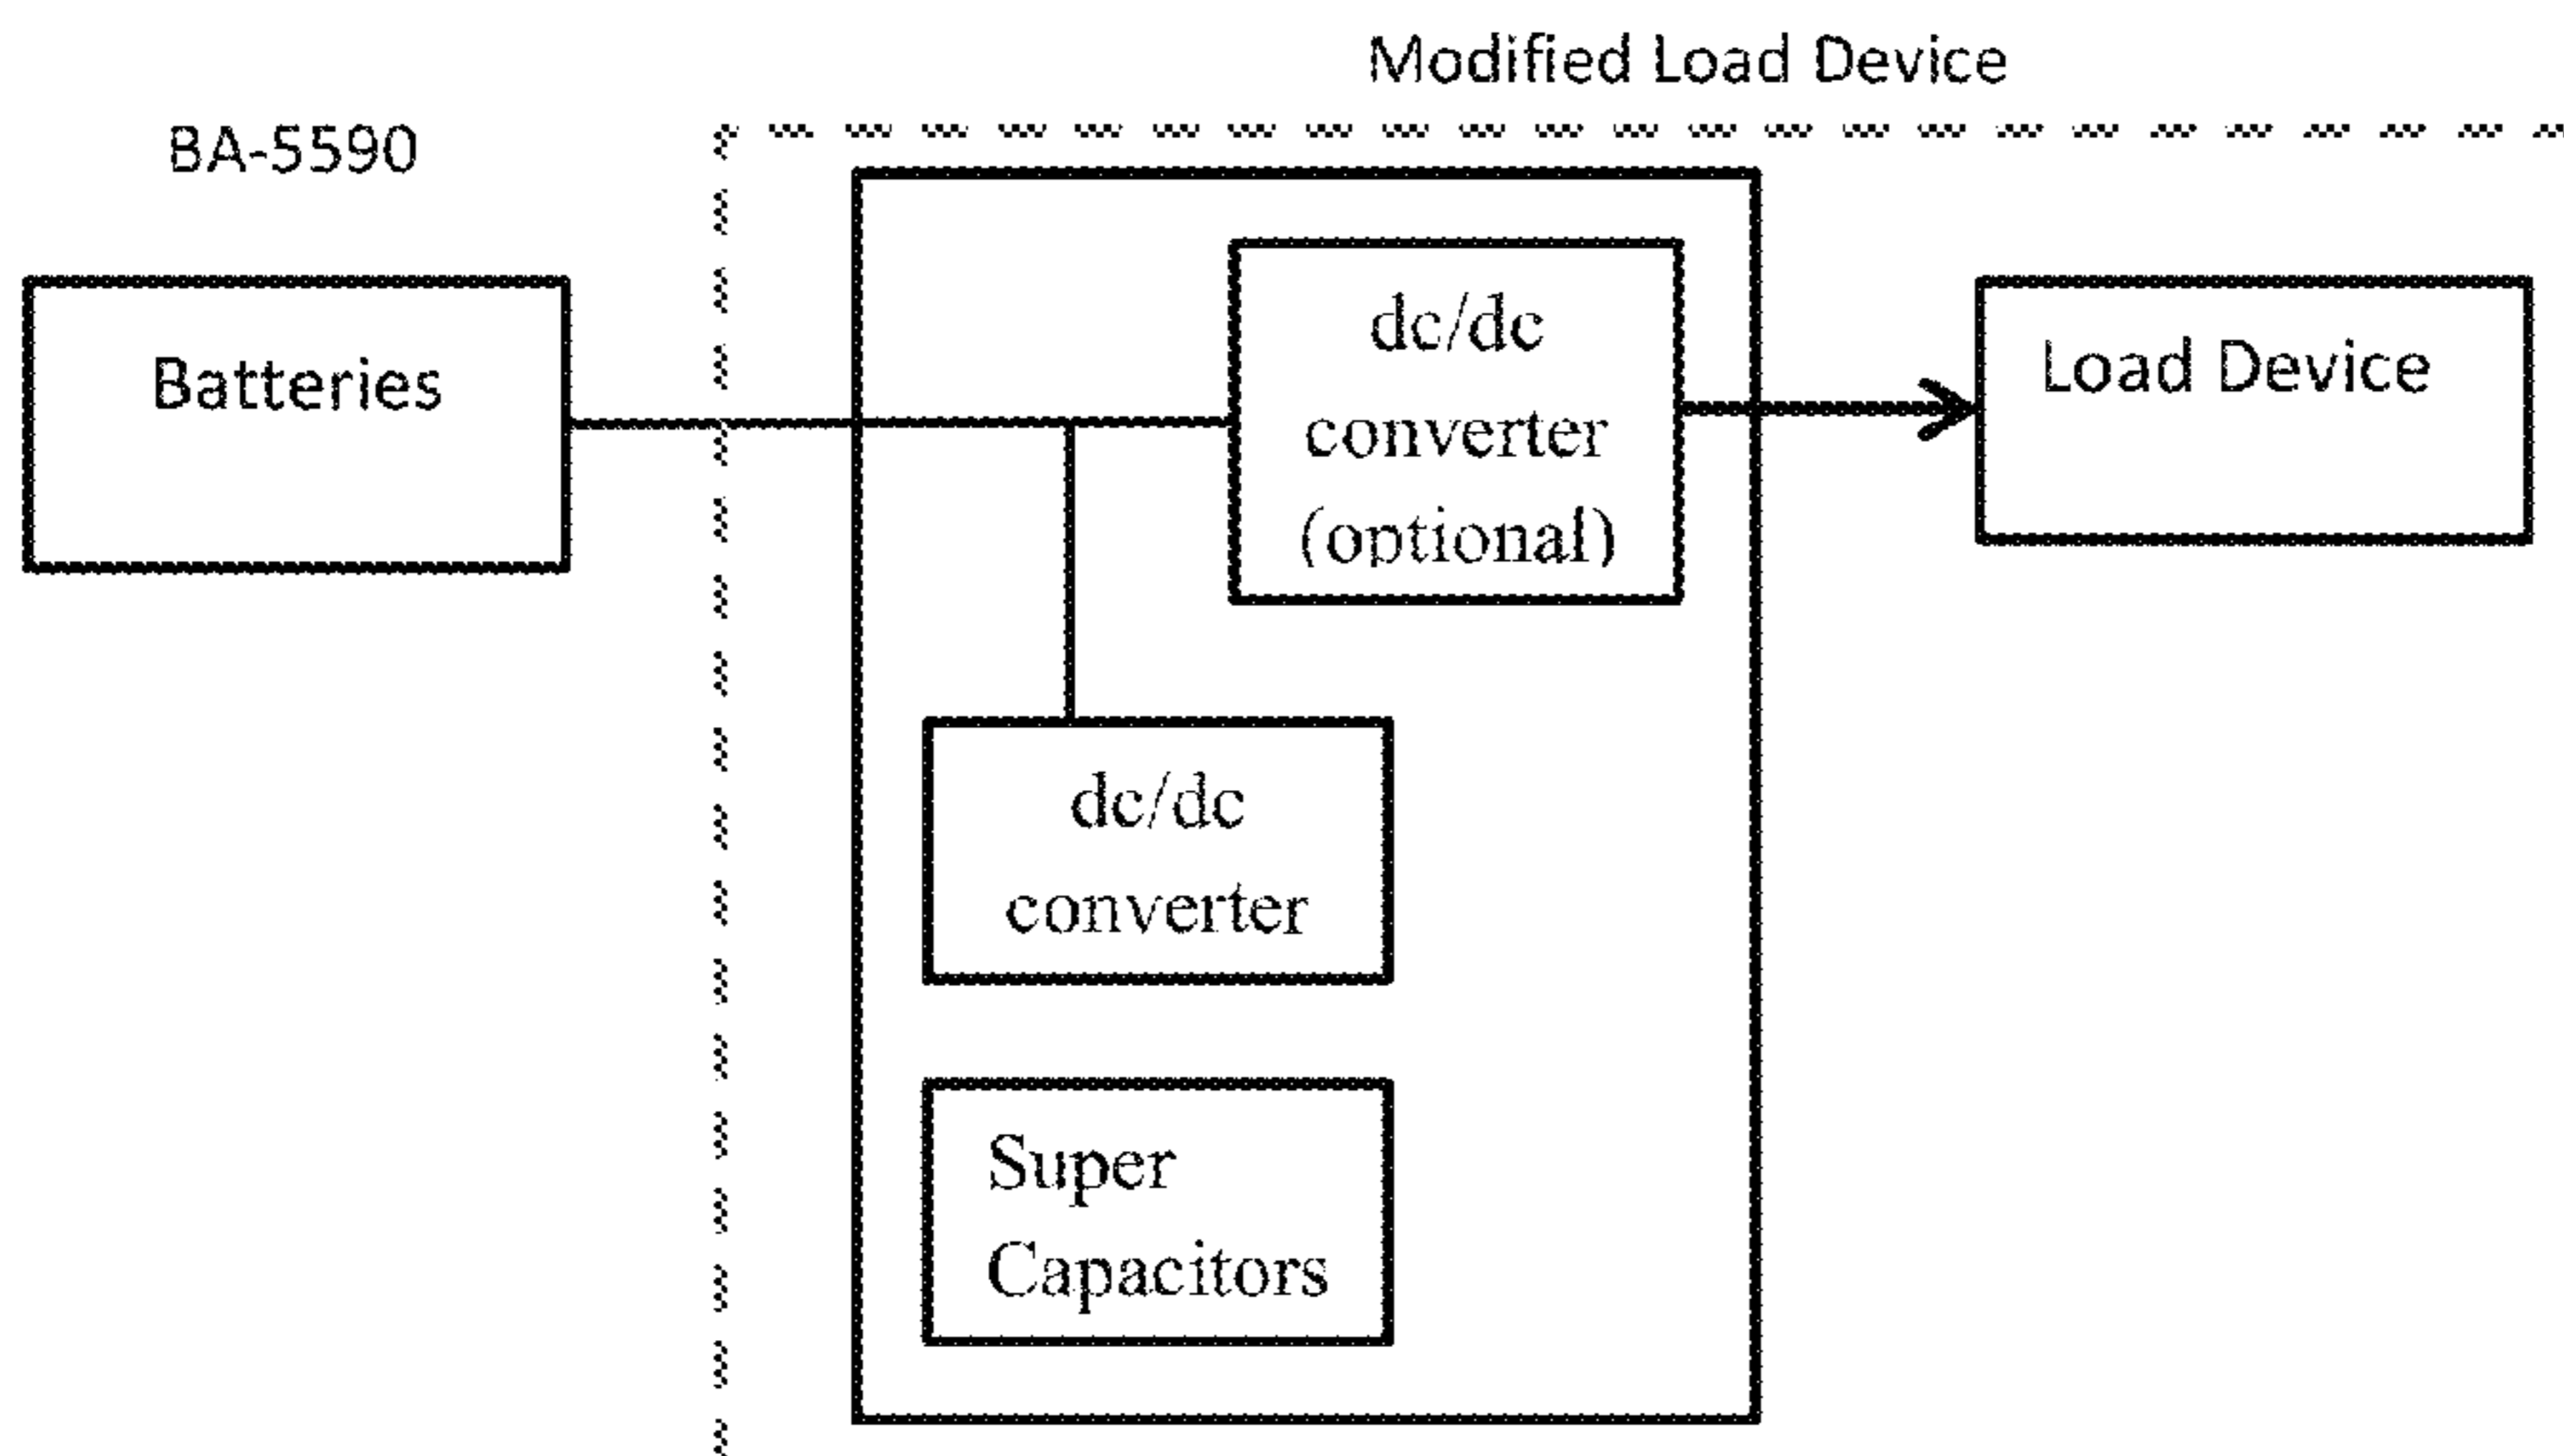 Modified Load Device
BA-5590
Batteries
dc/dc
converter
(optional)
Load Device
dc/dc
converter
Super
Capacitors